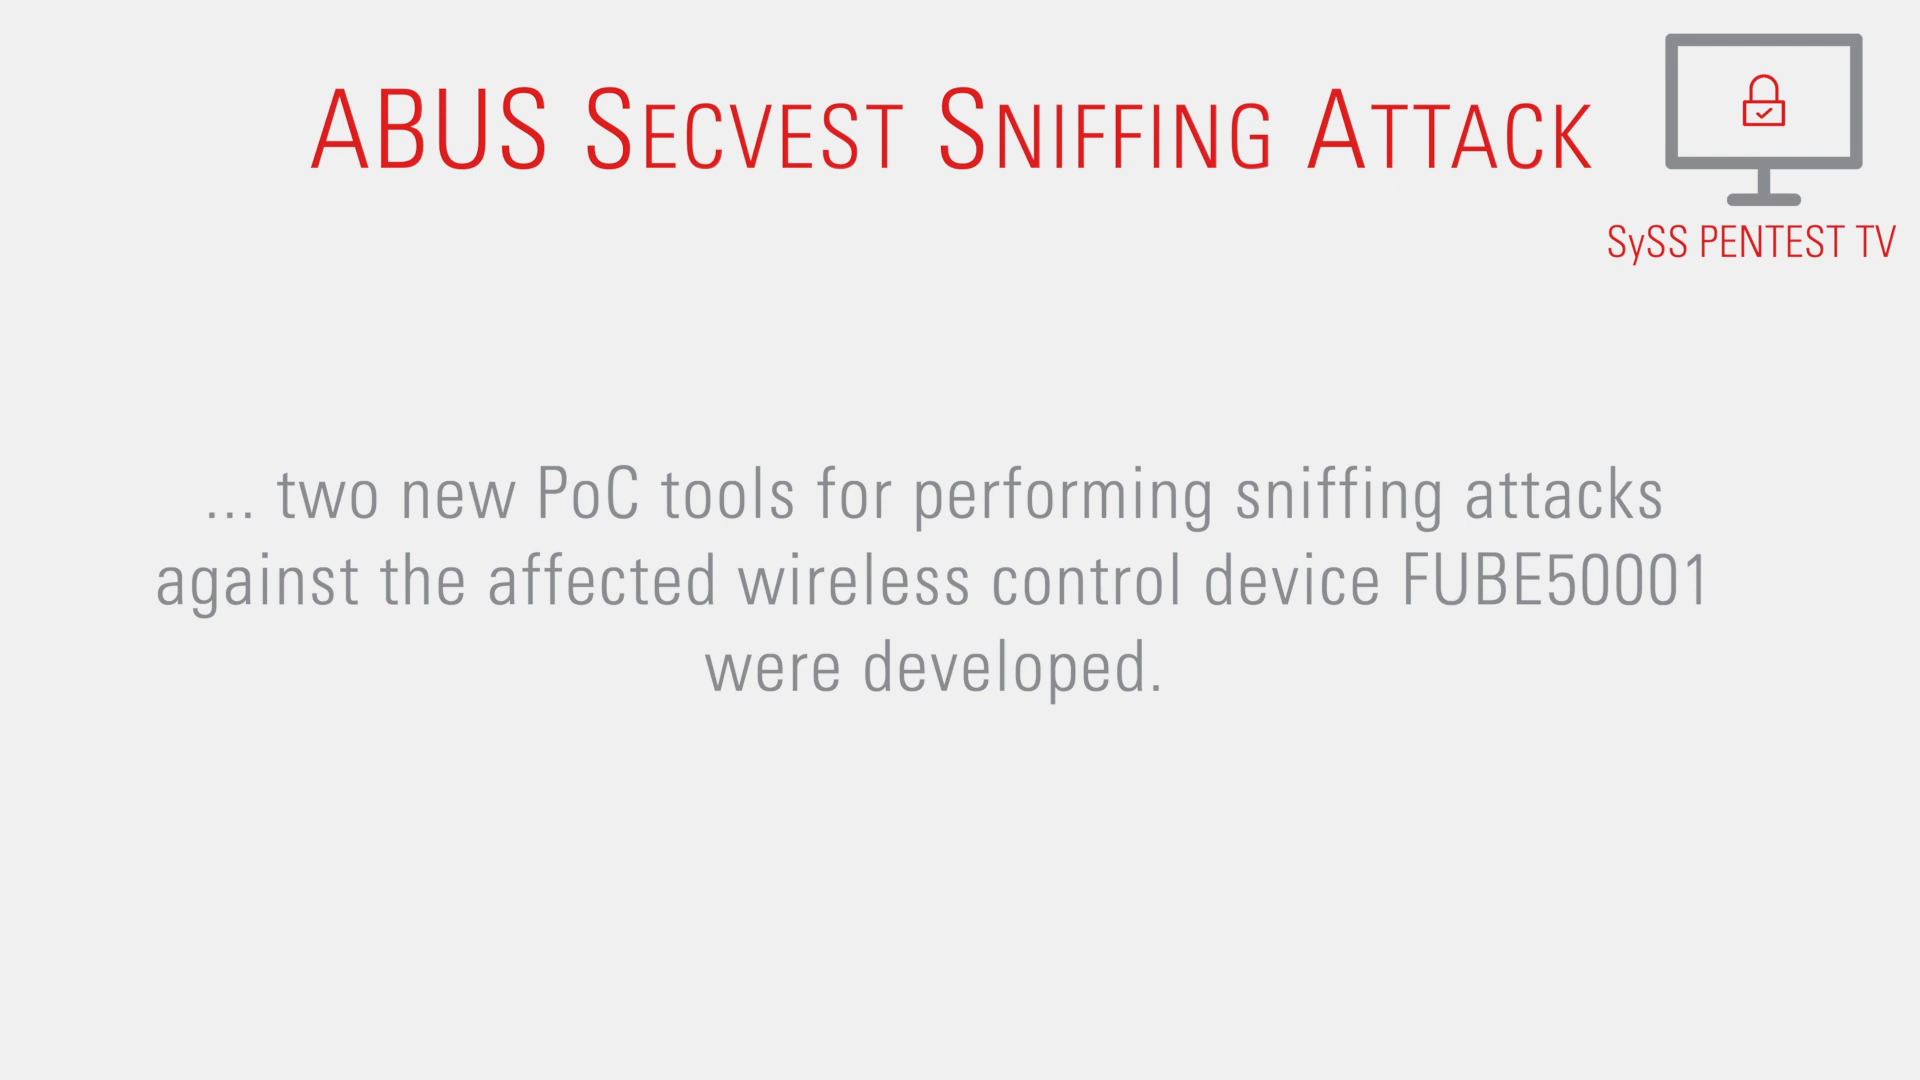 ABUS SECVEST SNIFFING ATTACK
SySS PENTEST TV
... two new PoC tools for performing sniffing attacks
against the affected wireless control device FUBE50001
were developed.